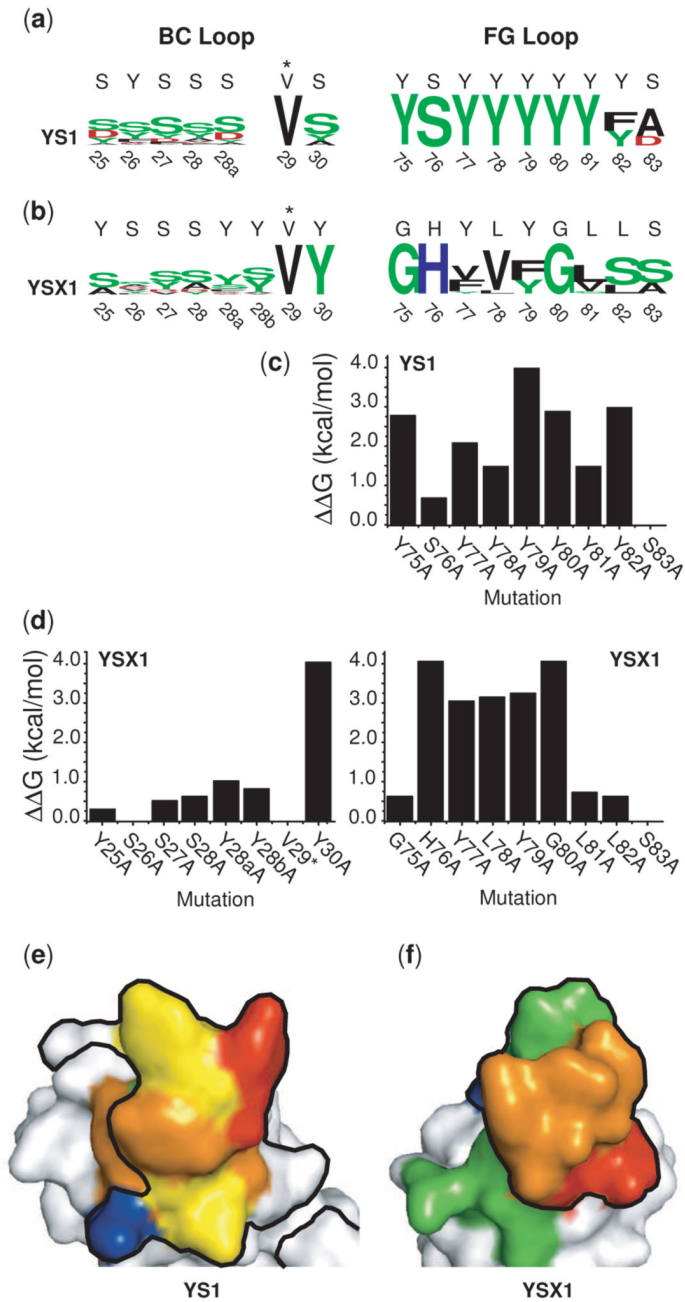 (a)
BC Loop FG Loop
*
S Y S S S V S Y S Y Y Y Y Y Y S
YS1 V S YSYYYYY F A
Y D
25 26 27 28 28a 29 30 75 76 77 78 79 80 81 82 83
(b)
*
Y S S S Y Y V Y G H Y L Y G L L S
YSX1 VY GH V F G S S
25 26 27 28 28a 28b 29 30 75 76 77 78 79 80 81 82 83
(c)
YS1
ΔΔG (kcal/mol)
4.0
3.0
2.0
1.0
0.0
Y75A S76A Y77A Y78A Y79A Y80A Y81A Y82A S83A
Mutation
(d)
YSX1 YSX1
ΔΔG (kcal/mol)
4.0 4.0
3.0 3.0
2.0 2.0
1.0 1.0
0.0 0.0
Y25A S26A S27A S28A Y28aA Y28bA V29* Y30A G75A H76A Y77A L78A Y79A G80A L81A L82A S83A
Mutation Mutation
(e) (f)
YS1 YSX1